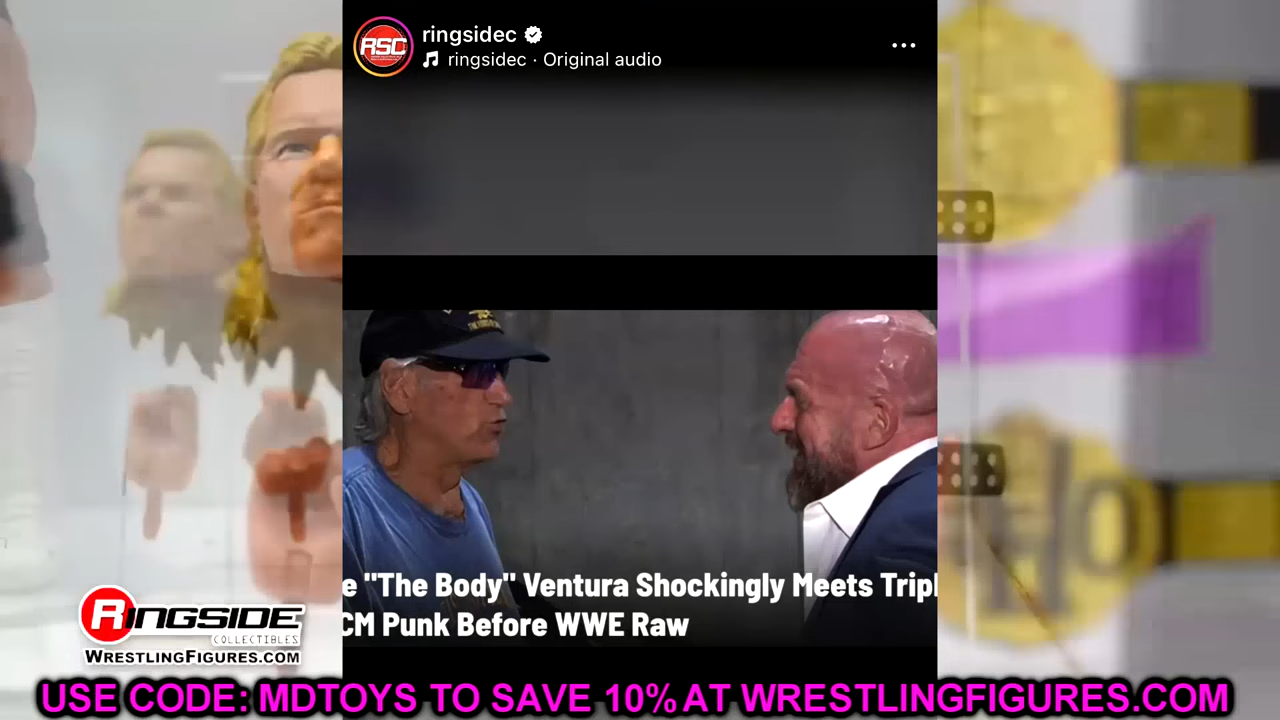 RSC
ringsidec
ringsidec · Original audio
e "The Body" Ventura Shockingly Meets Tripl
CM Punk Before WWE Raw
RINGSIDE
COLLECTIBLES
WRESTLINGFIGURES.COM
USE CODE: MDTOYS TO SAVE 10% AT WRESTLINGFIGURES.COM